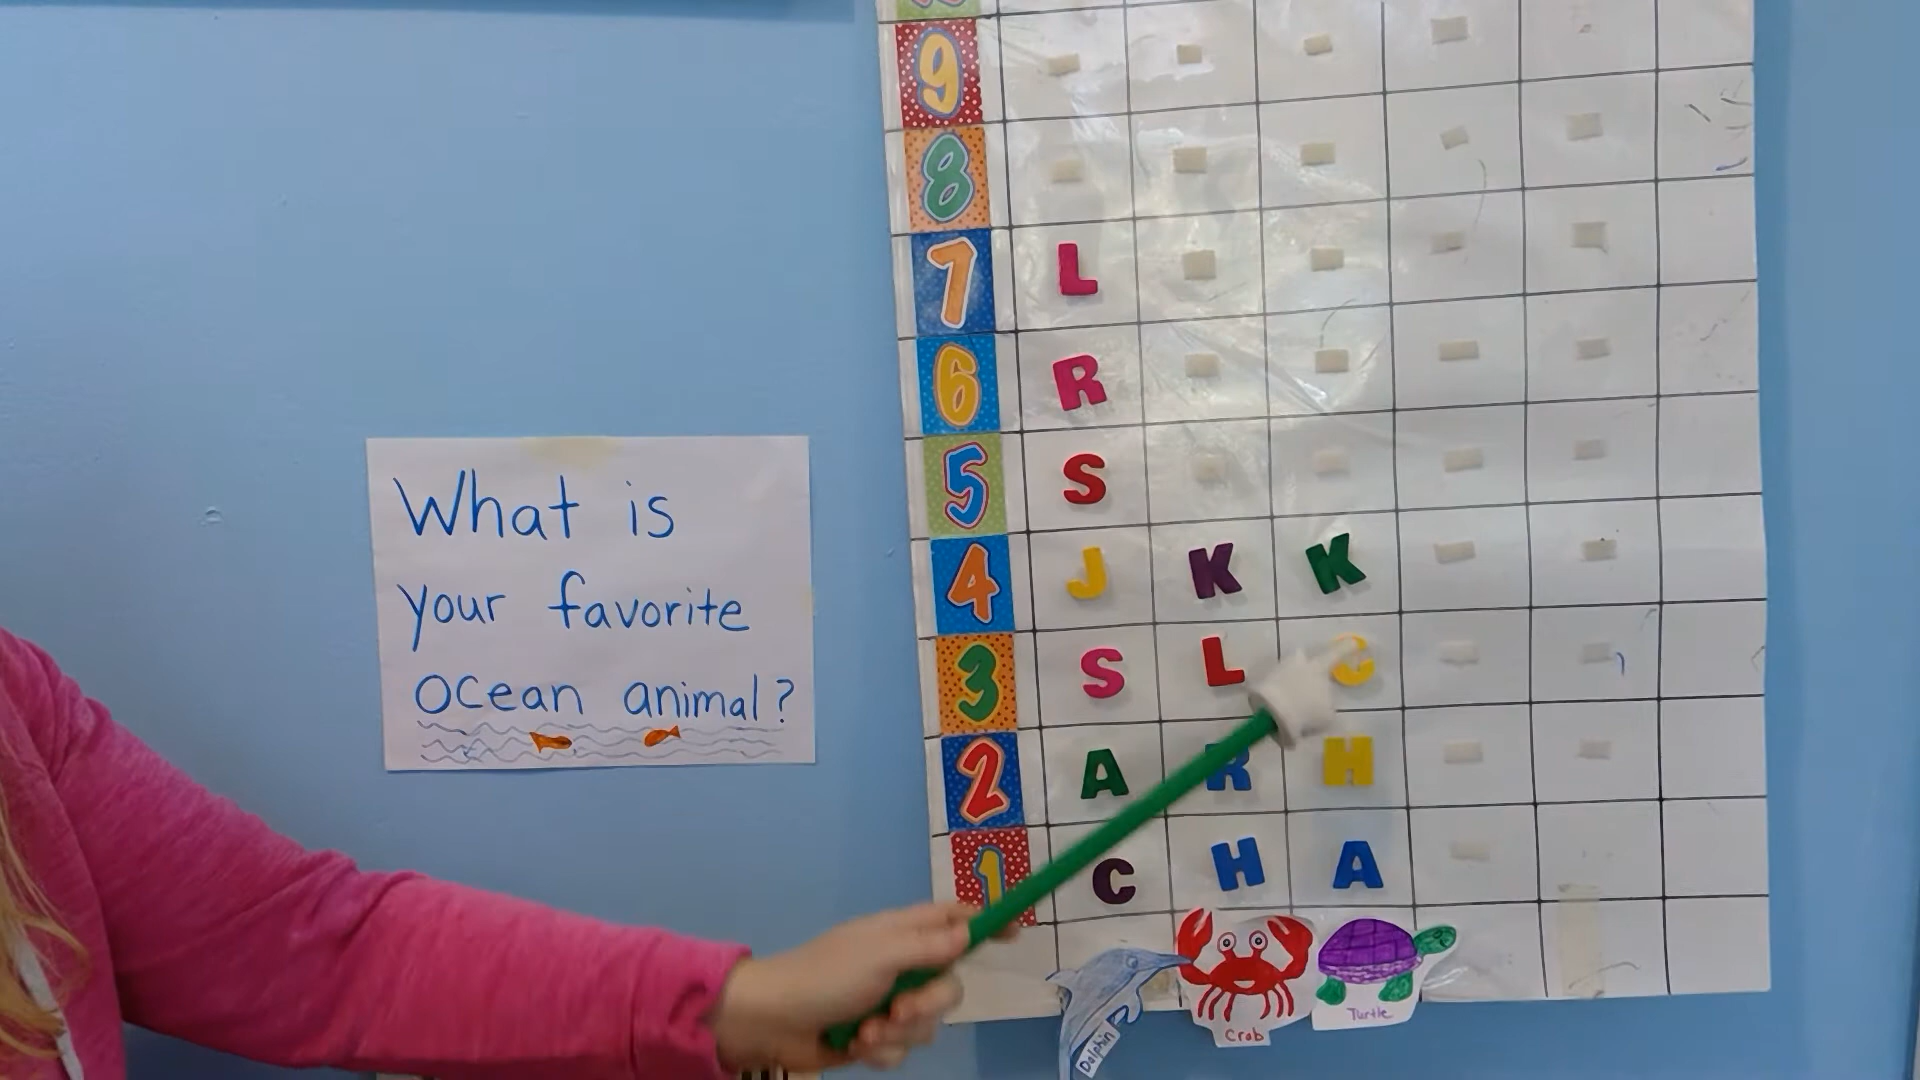 What is
your favorite
ocean animal?
9
8
7 L
6 R
5 S
4 J K K
3 S L
2 A R H
1 C H A
Dolphin
Crab
Turtle